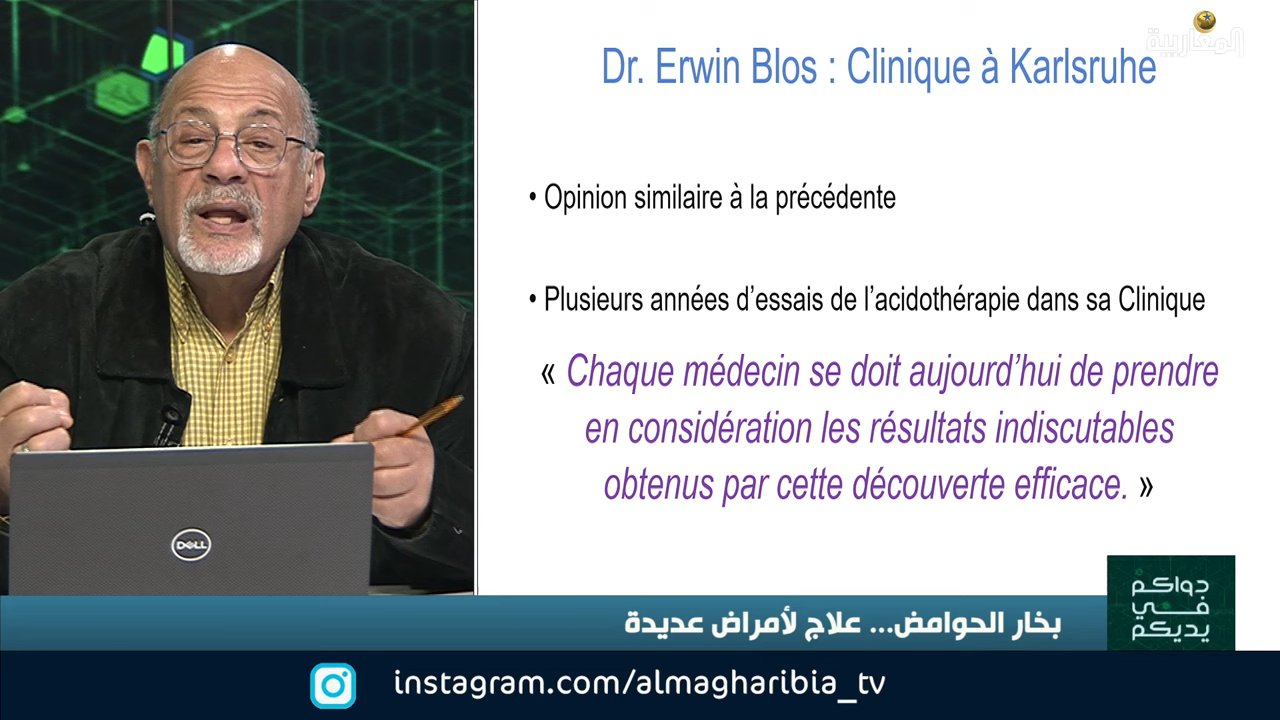 المغاربية
Dr. Erwin Blos : Clinique à Karlsruhe
• Opinion similaire à la précédente
• Plusieurs années d’essais de l’acidothérapie dans sa Clinique
« Chaque médecin se doit aujourd’hui de prendre
en considération les résultats indiscutables
obtenus par cette découverte efficace. »
DELL
دواكم
في
يديكم
بخار الحوامض... علاج لأمراض عديدة
instagram.com/almagharibia_tv